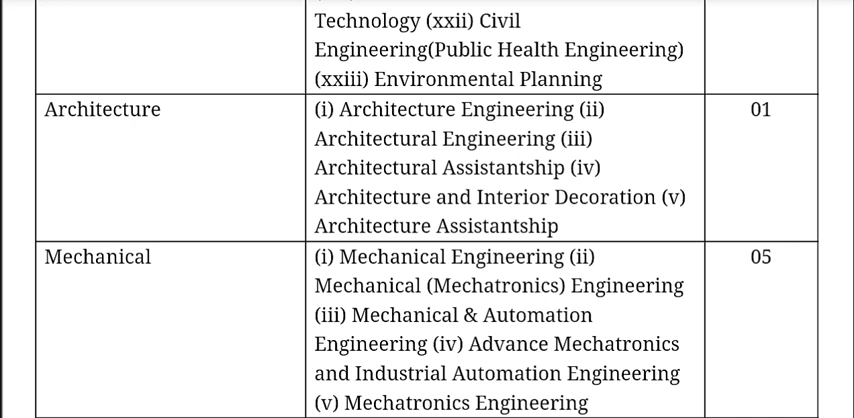 Technology (xxii) Civil
Engineering(Public Health Engineering)
(xxiii) Environmental Planning
Architecture
(i) Architecture Engineering (ii)
01
Architectural Engineering (iii)
Architectural Assistantship (iv)
Architecture and Interior Decoration (v)
Architecture Assistantship
Mechanical
(i) Mechanical Engineering (ii)
05
Mechanical (Mechatronics) Engineering
(iii) Mechanical & Automation
Engineering (iv) Advance Mechatronics
and Industrial Automation Engineering
(v) Mechatronics Engineering